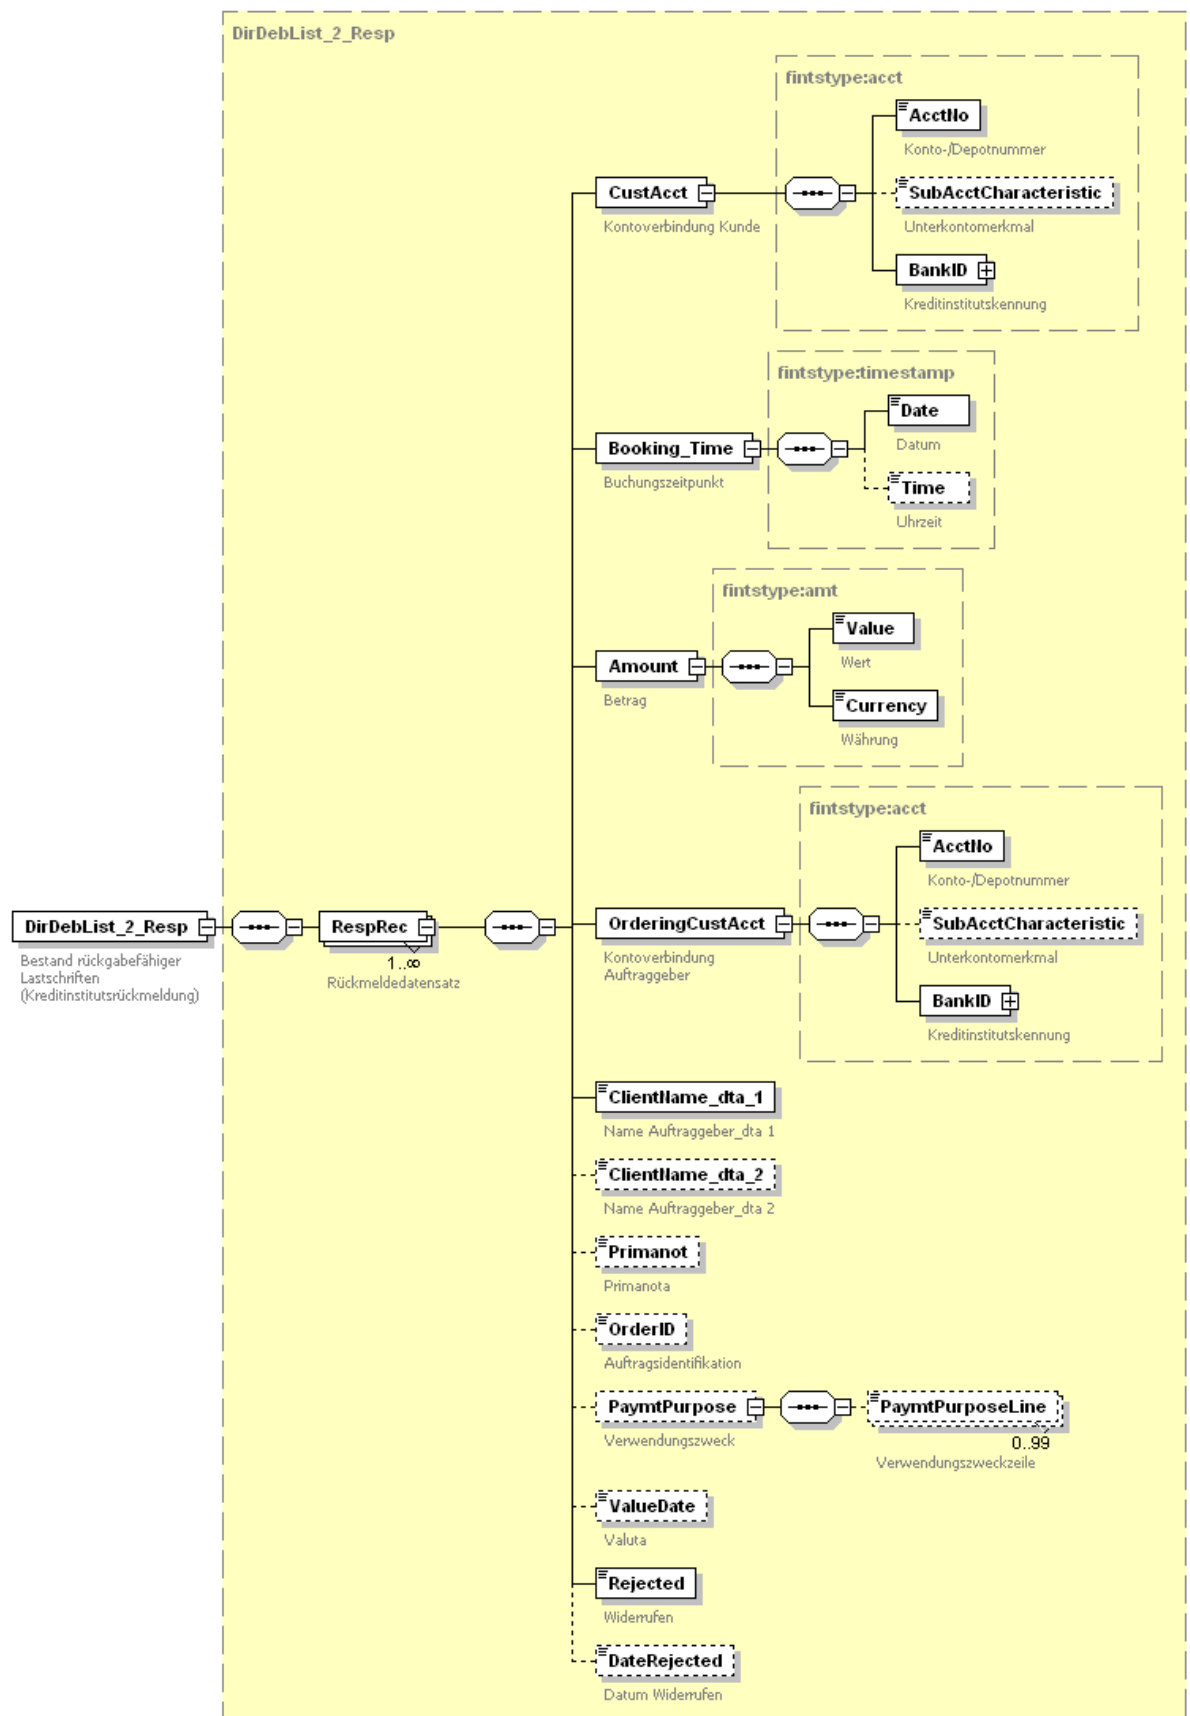 DirDebList_2_Resp
fintstype:acct
AcctNo
Konto-/Depotnummer
CustAcct
Kontoverbindung Kunde
SubAcctCharacteristic
Unterkontomerkmal
BankID
Kreditinstitutskennung
fintstype:timestamp
Date
Datum
Booking_Time
Buchungszeitpunkt
Time
Uhrzeit
fintstype:amt
Value
Wert
Amount
Betrag
Currency
Währung
fintstype:acct
AcctNo
Konto-/Depotnummer
DirDebList_2_Resp
Bestand rückgabefähiger
Lastschriften
(Kreditinstitutsrückmeldung)
RespRec
1..∞
Rückmeldedatensatz
OrderingCustAcct
Kontoverbindung
Auftraggeber
SubAcctCharacteristic
Unterkontomerkmal
BankID
Kreditinstitutskennung
ClientName_dta_1
Name Auftraggeber_dta 1
ClientName_dta_2
Name Auftraggeber_dta 2
Primanot
Primanota
OrderID
Auftragsidentifikation
PaymtPurpose
Verwendungszweck
PaymtPurposeLine
0..99
Verwendungszweckzeile
ValueDate
Valuta
Rejected
Widerrufen
DateRejected
Datum Widerrufen